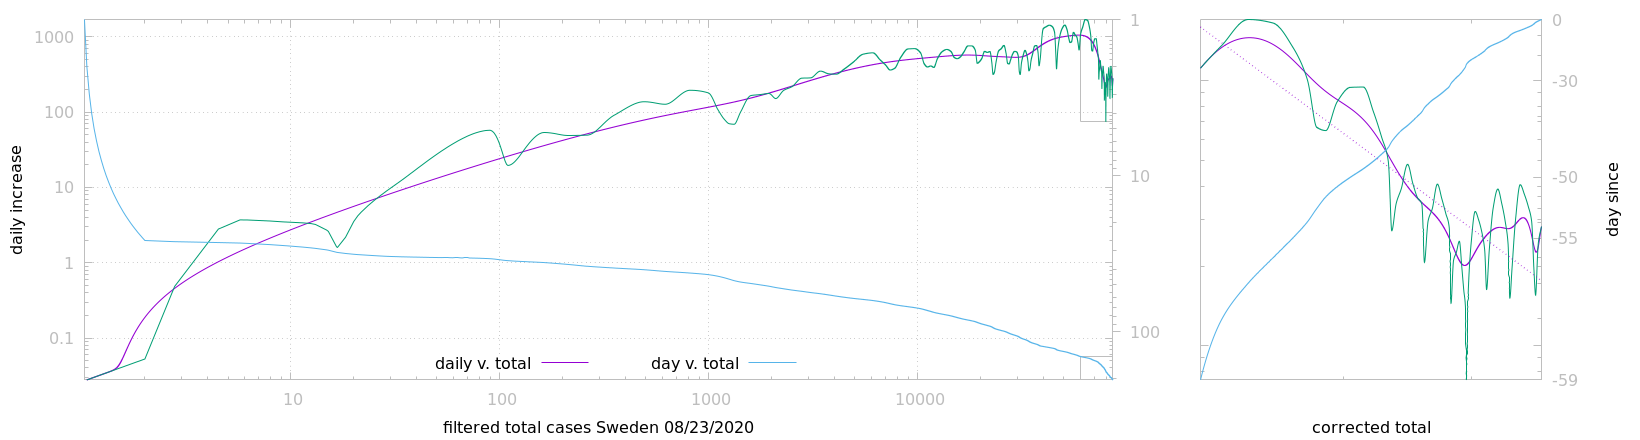 daily increase
1000
100
10
1
0.1
10
100
1000
10000
1
10
100
daily v. total
day v. total
filtered total cases Sweden 08/23/2020
0
-30
-50
-55
-59
day since
corrected total